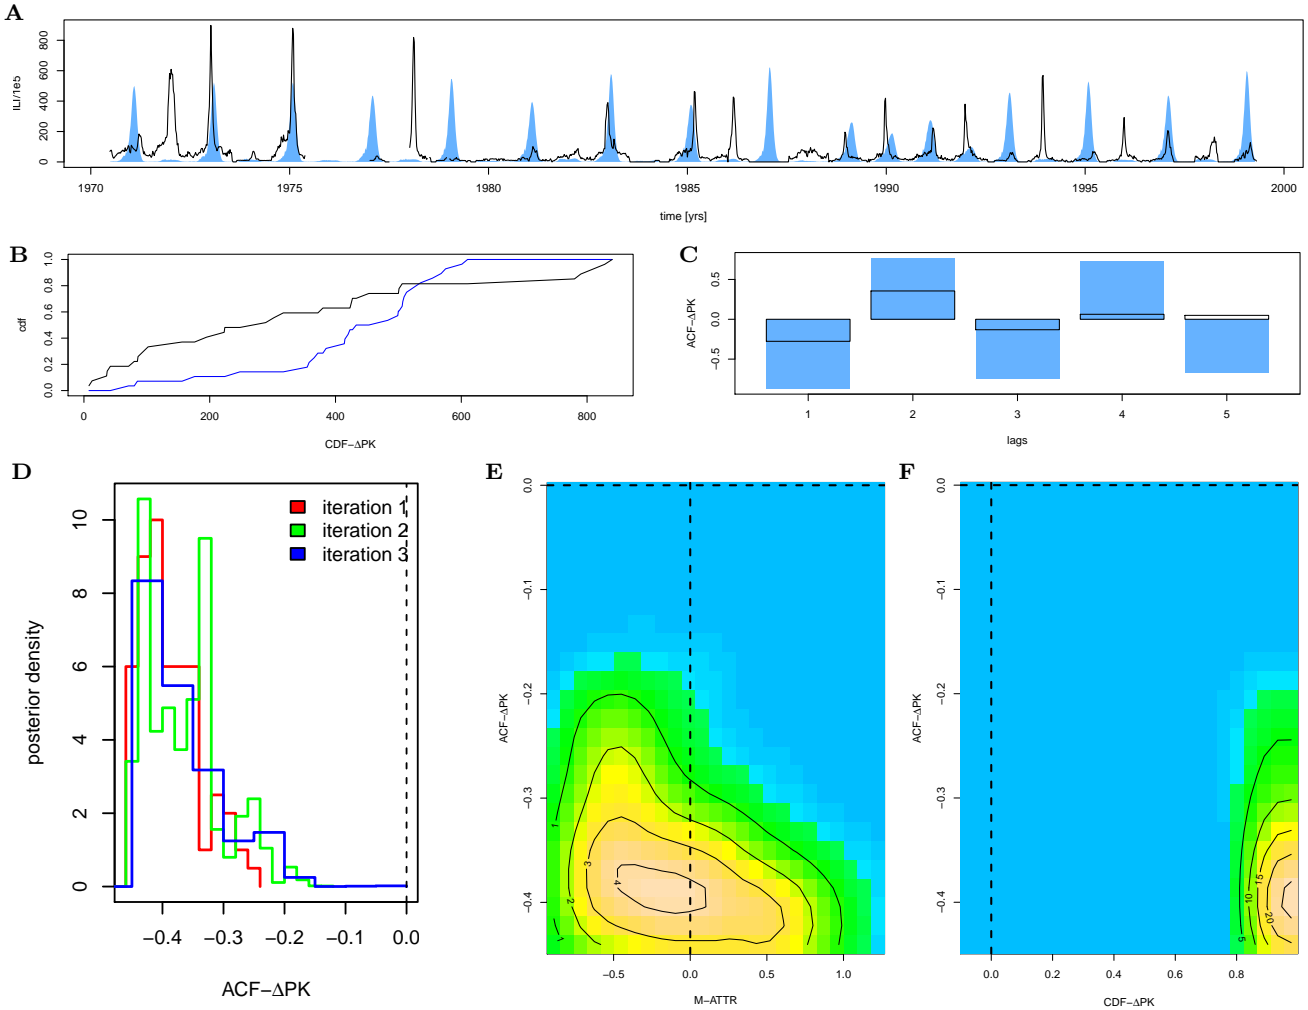 A
ILI/1e5
0 200 400 600 800
1970 1975 1980 1985 1990 1995 2000
time [yrs]
B
cdf
0.0 0.2 0.4 0.6 0.8 1.0
0 200 400 600 800
CDF−ΔPK
C
ACF−ΔPK
−0.5 0.0 0.5
1 2 3 4 5
lags
D
posterior density
0 2 4 6 8 10
iteration 1
iteration 2
iteration 3
−0.4 −0.3 −0.2 −0.1 0.0
ACF−ΔPK
E
ACF−ΔPK
−0.4 −0.3 −0.2 −0.1 0.0
1 2 3 4 1
−0.5 0.0 0.5 1.0
M−ATTR
F
ACF−ΔPK
−0.4 −0.3 −0.2 −0.1 0.0
5 10 15 20
0.0 0.2 0.4 0.6 0.8
CDF−ΔPK